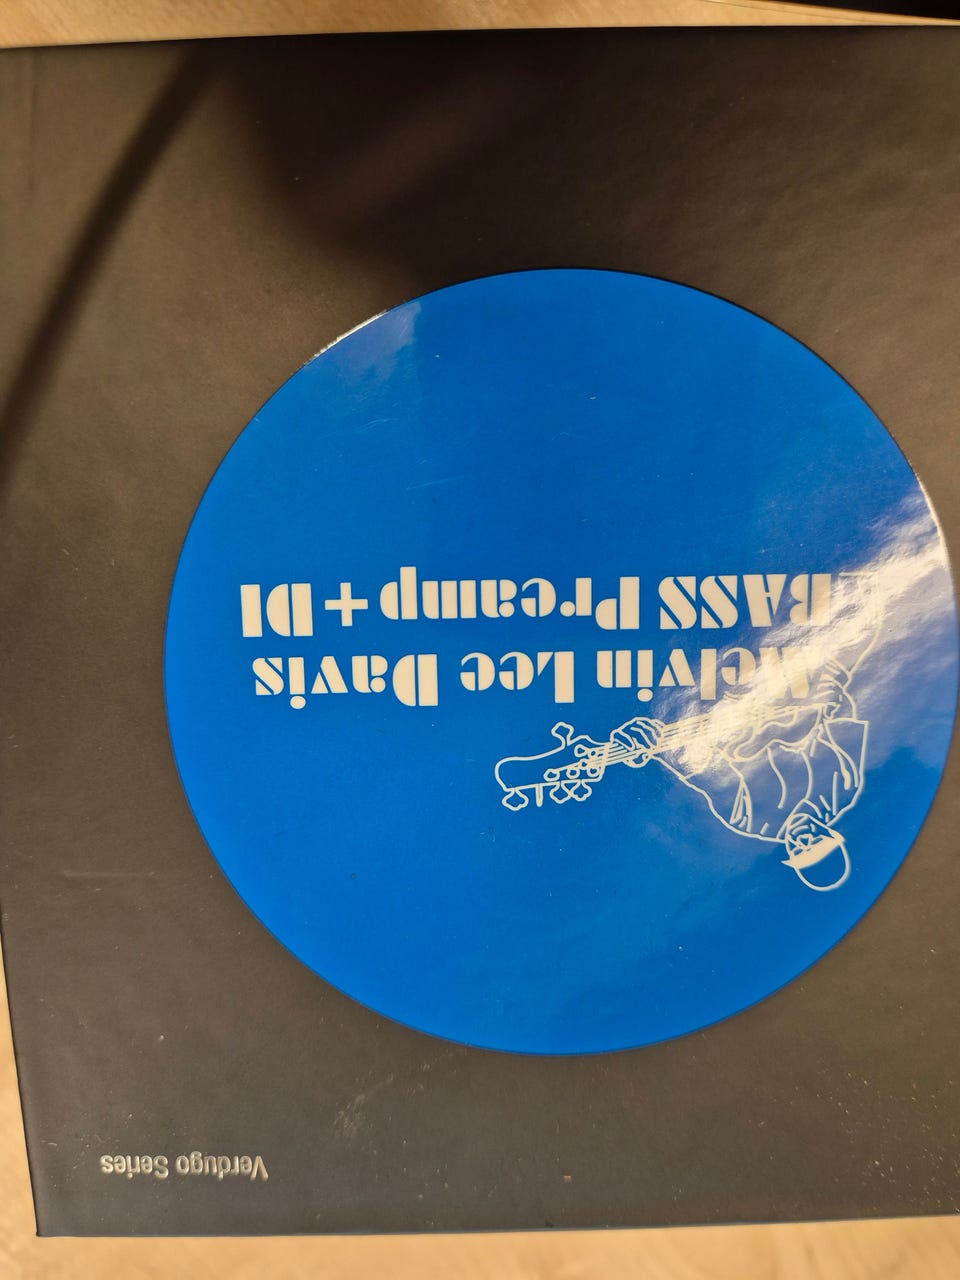 Verdugo Series
Melvin Lee Davis
BASS Preamp + DI